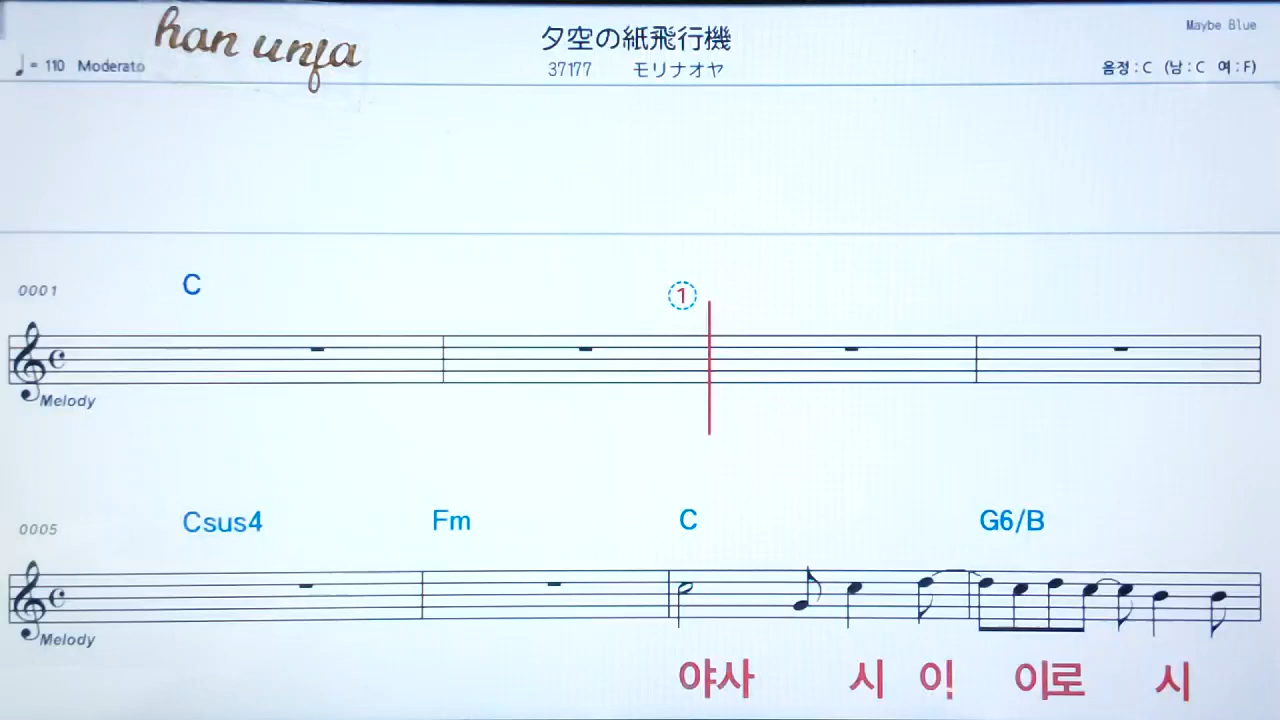 han unja
夕空の紙飛行機
Maybe Blue
♩= 110 Moderato
37177 モリナオヤ
음정 : C (남 : C 여 : F)
0001 C ①
Melody
0005 Csus4 Fm C G6/B
Melody
야사 시 이! 이로 시